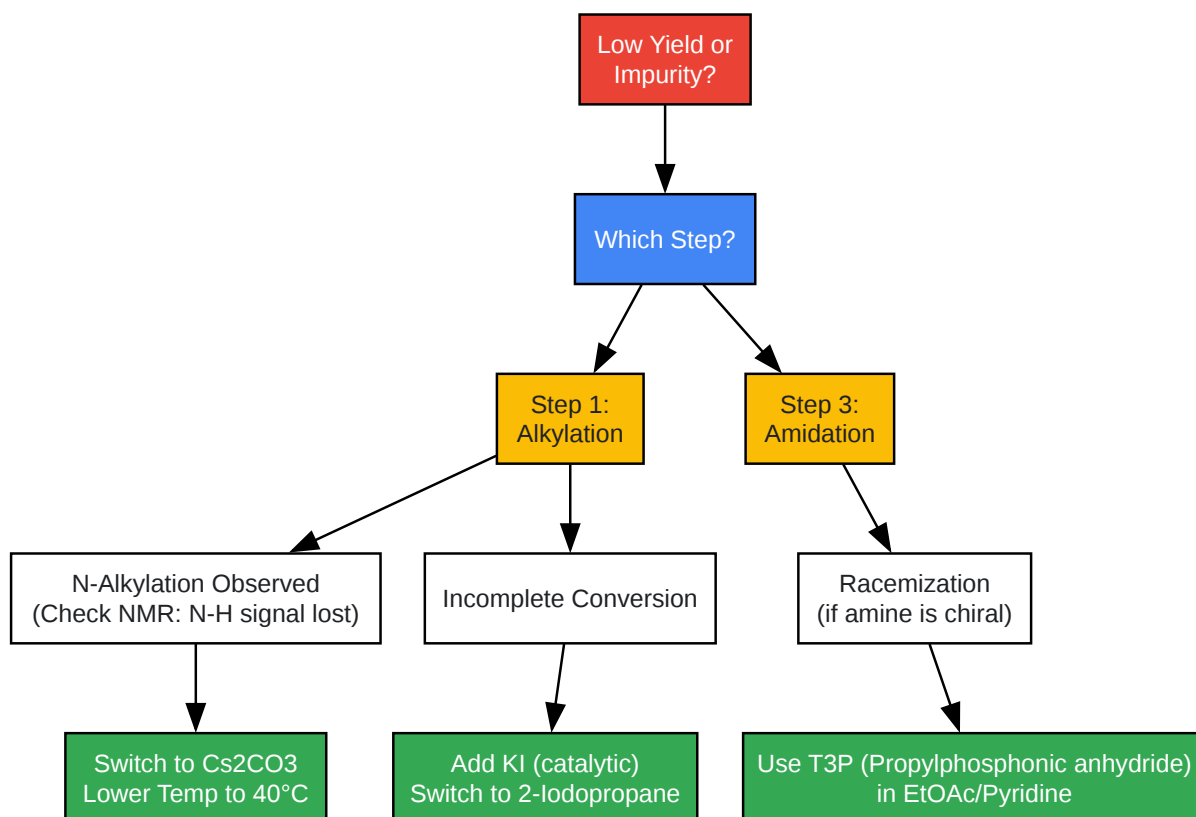 Low Yield or
Impurity?
Which Step?
Step 1:
Alkylation
Step 3:
Amidation
N-Alkylation Observed
(Check NMR: N-H signal lost)
Incomplete Conversion
Racemization
(if amine is chiral)
Switch to Cs2CO3
Lower Temp to 40°C
Add KI (catalytic)
Switch to 2-Iodopropane
Use T3P (Propylphosphonic anhydride)
in EtOAc/Pyridine